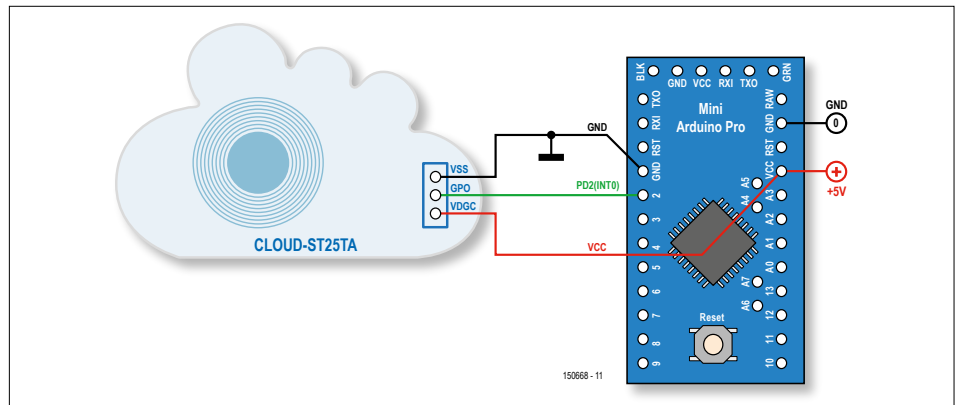 BLK
GND VCC RXI TXO
GRN
TXO
RXI
RST
GND
2
3
4
5
6
7
8
9
Mini
Arduino Pro
RAW
GND
RST
VCC
A3
A2
A1
A0
13
12
11
10
A5
A4
A7
A6
Reset
GND
0
+
+5V
GND
PD2(INT0)
VCC
VSS
GPO
VDGC
CLOUD-ST25TA
150668 - 11